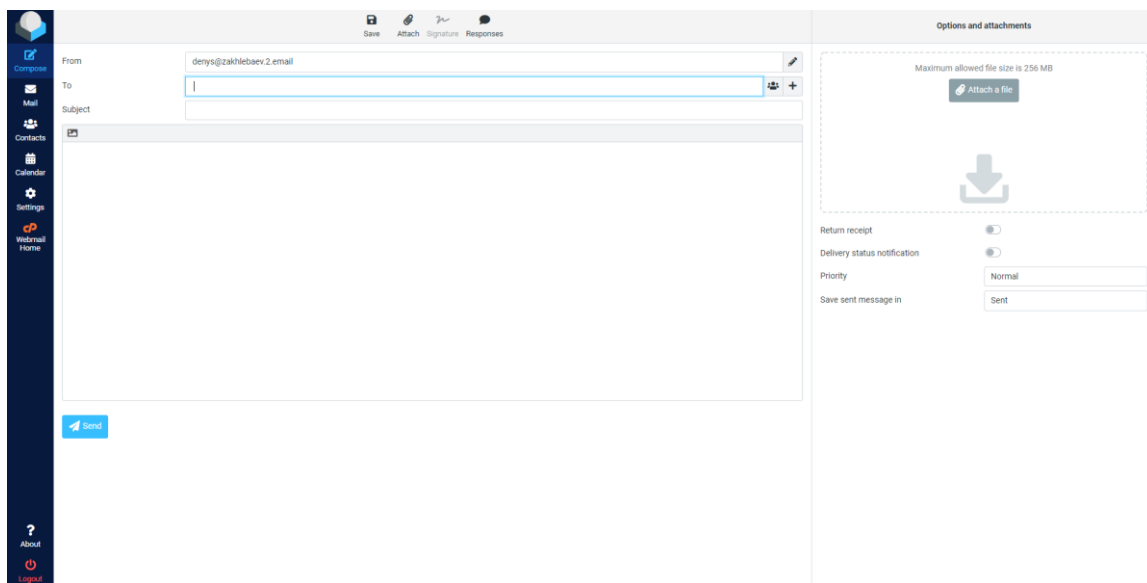 Compose
Mail
Contacts
Calendar
Settings
cP
Webmail
Home
About
Logout
Save Attach Signature Responses
From denys@zakhlebaev.2.email
To
Subject
Send
Options and attachments
Maximum allowed file size is 256 MB
Attach a file
Return receipt
Delivery status notification
Priority Normal
Save sent message in Sent